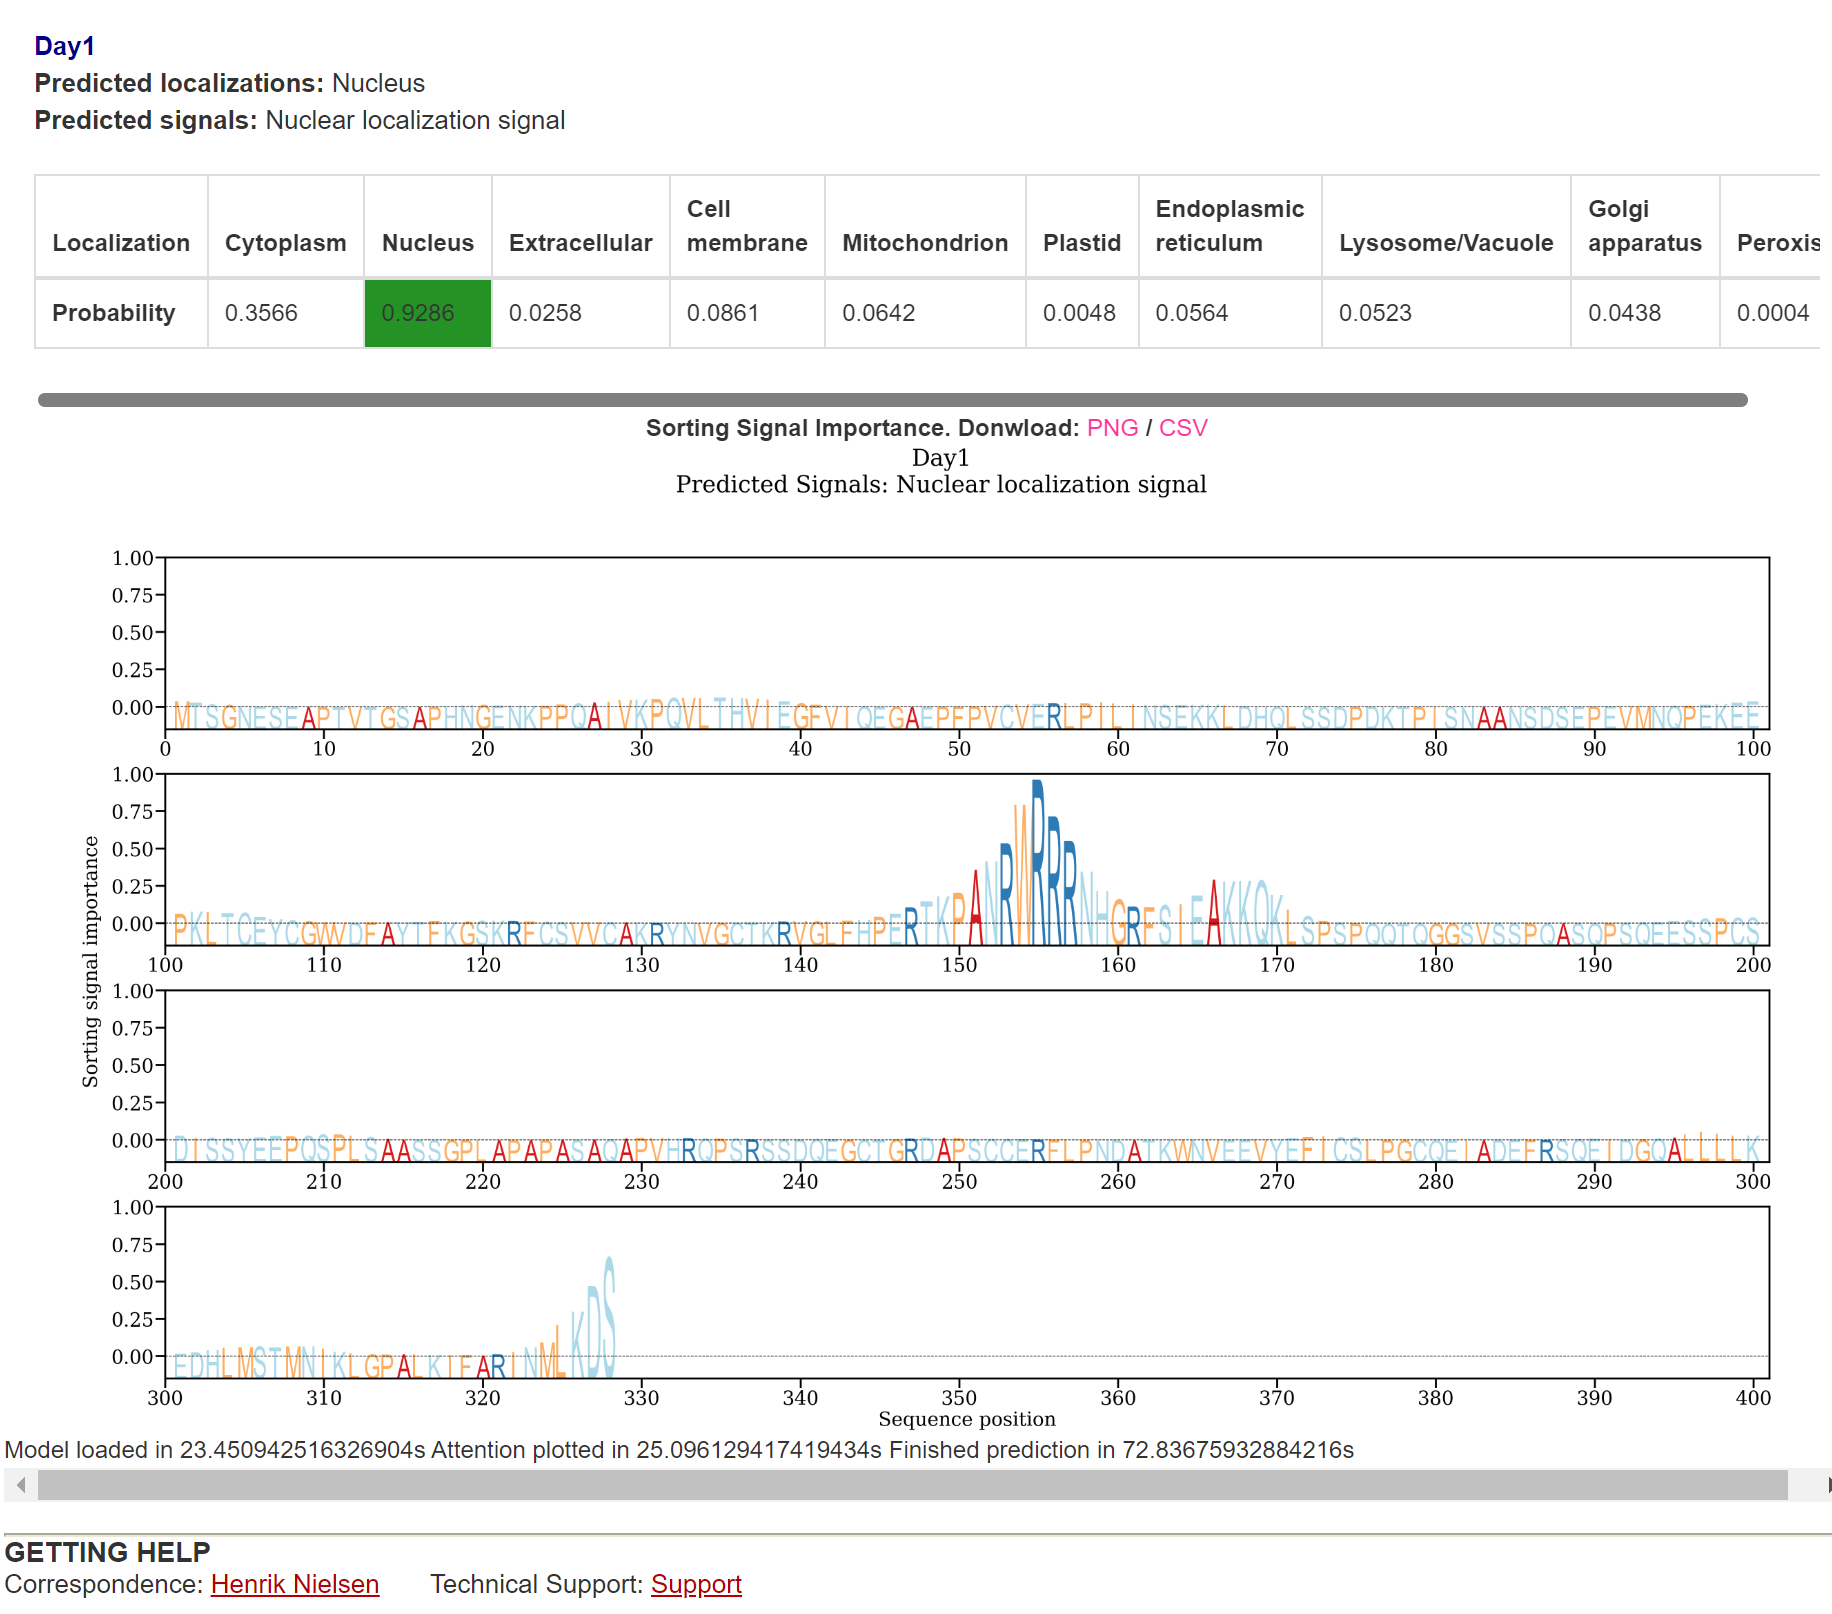 Day1
Predicted localizations: Nucleus
Predicted signals: Nuclear localization signal
Localization Cytoplasm Nucleus Extracellular Cell membrane Mitochondrion Plastid Endoplasmic reticulum Lysosome/Vacuole Golgi apparatus Peroxis
Probability 0.3566 0.9286 0.0258 0.0861 0.0642 0.0048 0.0564 0.0523 0.0438 0.0004
Sorting Signal Importance. Donwload: PNG / CSV
Day1
Predicted Signals: Nuclear localization signal
Sorting signal importance
1.00
0.75
0.50
0.25
0.00
MTSGNESEAPTVTGSAPHNGENKPPQAIVKPQVLTHVIEGFVIQEGAEPFPVCVERLPILINSEKKLDHQLSSDPDKTPISNAANSDSEPEVMNQPEKEE
0 10 20 30 40 50 60 70 80 90 100
1.00
0.75
0.50
0.25
0.00
PKLTCEYCGWVDFAYTFKGSKRFCSVVCAKRYNVGCTKRVGLFHPERTKPANRWRRRNHGRFSIEAKKQKLSPSPQQTQGGSVSSPQASQPSQEESSPCS
100 110 120 130 140 150 160 170 180 190 200
1.00
0.75
0.50
0.25
0.00
DISSYEEPQSPLSAASSGPLAPAPASAQAPVHRQPSRSSDQEGCTGRDAPSCCERFLPNDATKWNVEEVYEFICSLPGCQEIADEFRSQEIDGQALLLLK
200 210 220 230 240 250 260 270 280 290 300
1.00
0.75
0.50
0.25
0.00
EDHLMSTMNIKLGPALKIFARINMLKDS
300 310 320 330 340 350 360 370 380 390 400
Sequence position
Model loaded in 23.450942516326904s Attention plotted in 25.096129417419434s Finished prediction in 72.83675932884216s
GETTING HELP
Correspondence: Henrik Nielsen Technical Support: Support